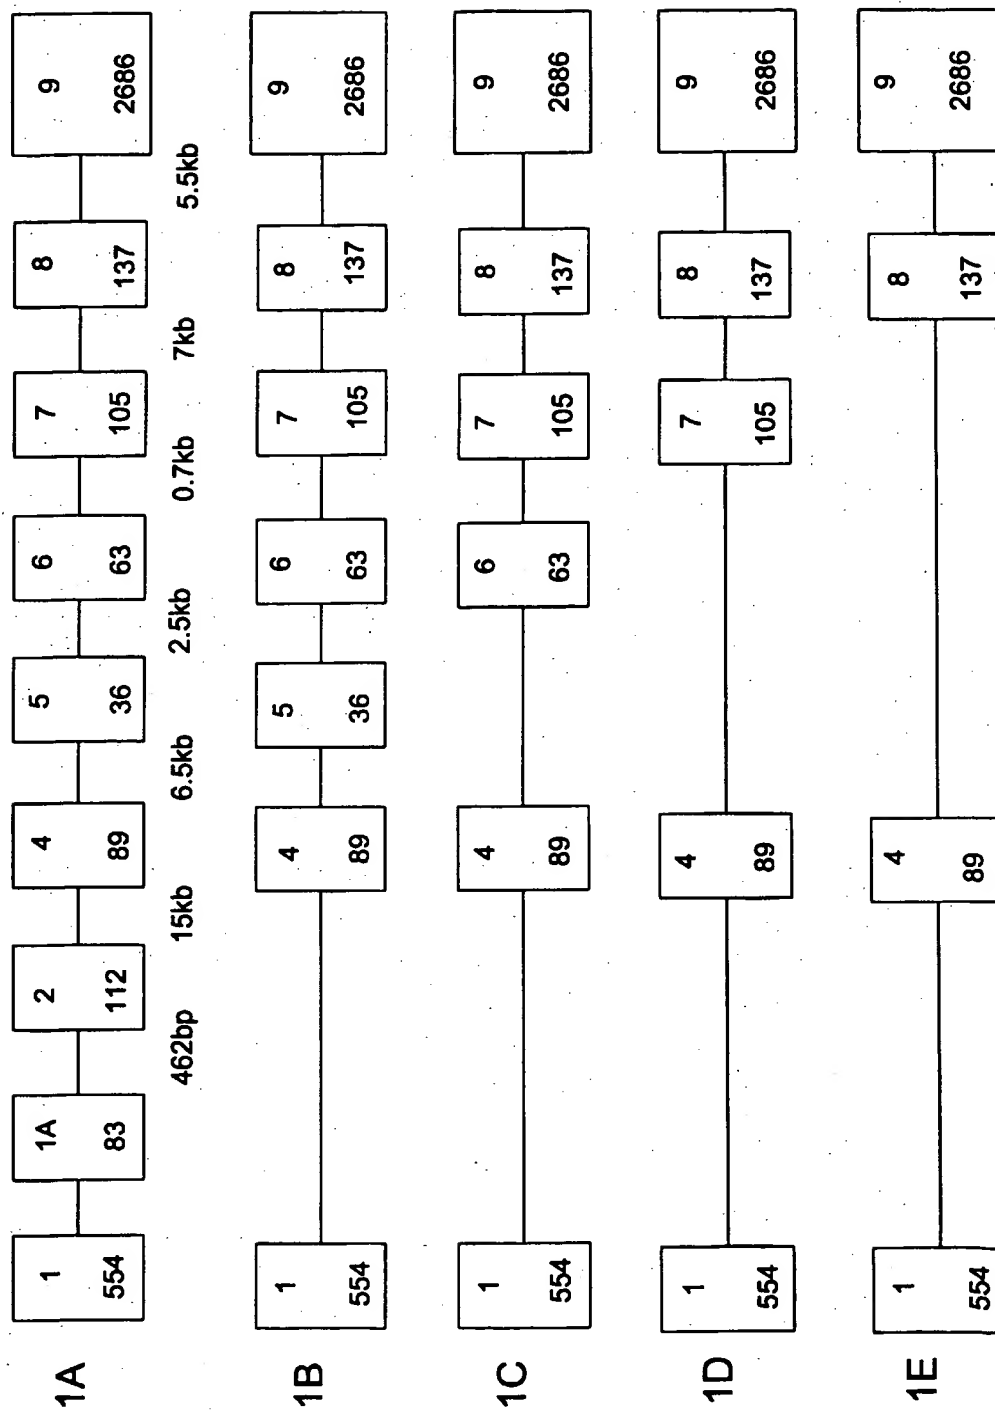 1A
1 1A 2 4 5 6 7 8 9
554 83 112 89 36 63 105 137 2686
462bp 15kb 6.5kb 2.5kb 0.7kb 7kb 5.5kb
1B
1 4 5 6 7 8 9
554 89 36 63 105 137 2686
1C
1 4 6 7 8 9
554 89 63 105 137 2686
1D
1 4 7 8 9
554 89 105 137 2686
1E
1 4 8 9
554 89 137 2686